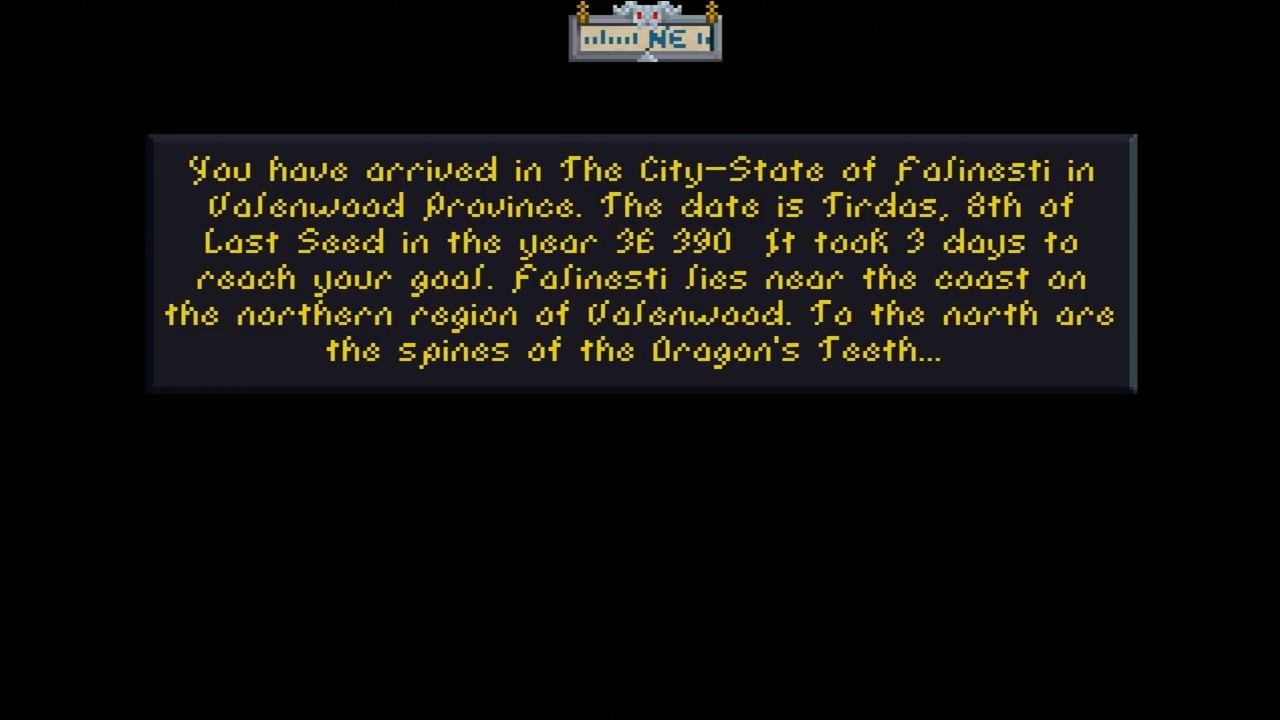 NE
You have arrived in The City-State of Falinesti in
Valenwood Province. The date is Tirdas, 8th of
Last Seed in the year 3E 390  It took 3 days to
reach your goal. Falinesti lies near the coast on
the northern region of Valenwood. To the north are
the spines of the Dragon's Teeth...